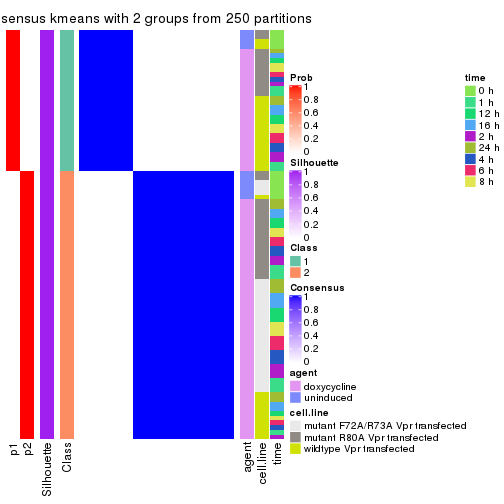 sensus kmeans with 2 groups from 250 partitions
p1
p2
Silhouette
Class
agent
cell.line
time
Prob
1
0.8
0.6
0.4
0.2
0
Silhouette
1
0.8
0.6
0.4
0.2
0
Class
1
2
Consensus
1
0.8
0.6
0.4
0.2
0
agent
doxycycline
uninduced
cell.line
mutant F72A/R73A Vpr transfected
mutant R80A Vpr transfected
wildtype Vpr transfected
time
0 h
1 h
12 h
16 h
2 h
24 h
4 h
6 h
8 h